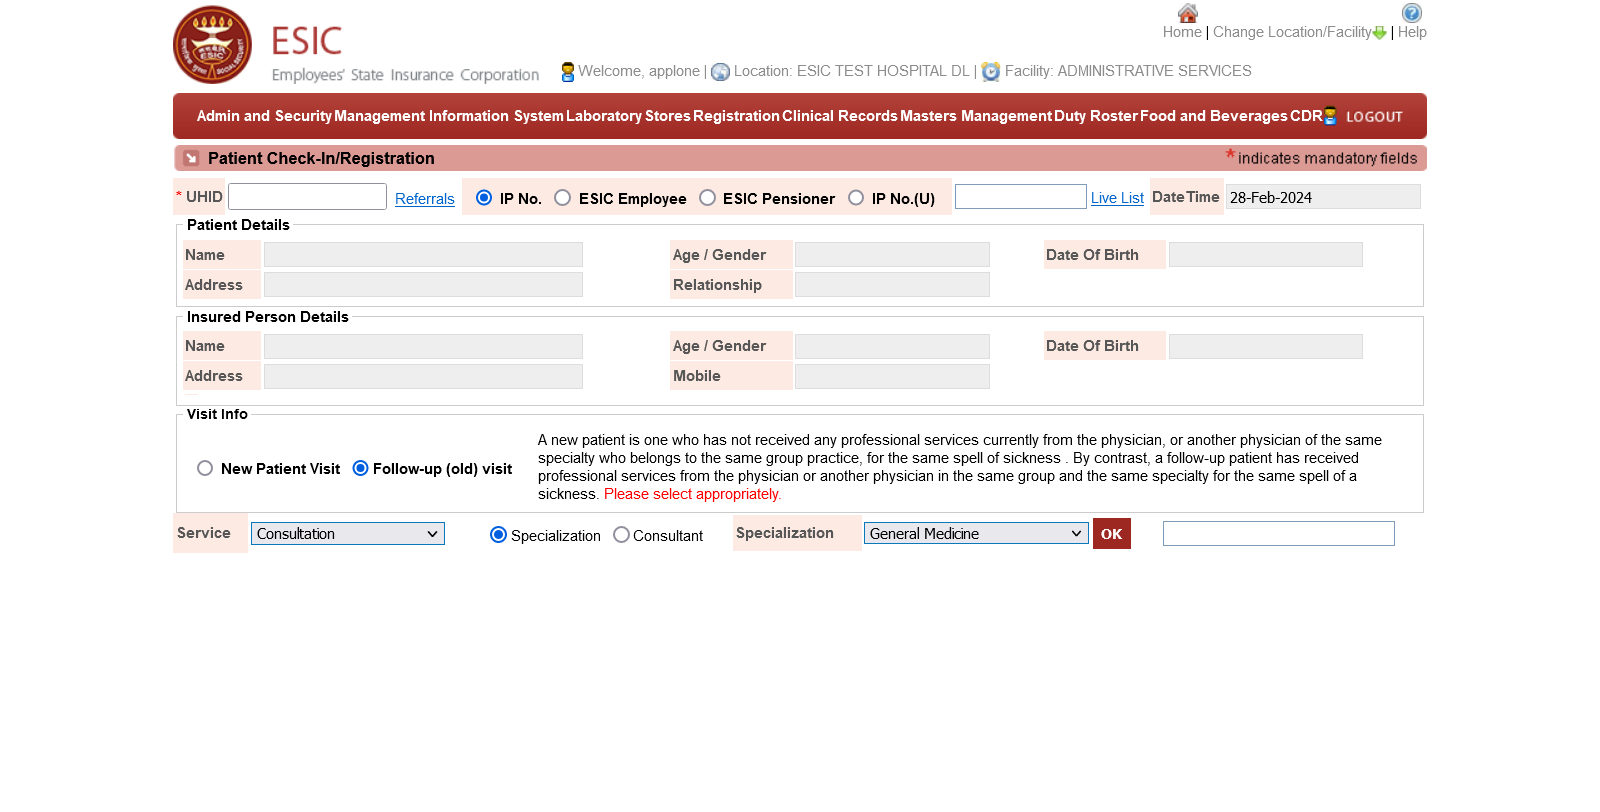 ESIC
Employees' State Insurance Corporation
Home | Change Location/Facility | Help
Welcome, applone | Location: ESIC TEST HOSPITAL DL | Facility: ADMINISTRATIVE SERVICES
Admin and Security Management Information System Laboratory Stores Registration Clinical Records Masters Management Duty Roster Food and Beverages CDR LOGOUT
Patient Check-In/Registration * indicates mandatory fields
* UHID Referrals IP No. ESIC Employee ESIC Pensioner IP No.(U) Live List DateTime 28-Feb-2024
Patient Details
Name Age / Gender Date Of Birth
Address Relationship
Insured Person Details
Name Age / Gender Date Of Birth
Address Mobile
Visit Info
New Patient Visit Follow-up (old) visit
A new patient is one who has not received any professional services currently from the physician, or another physician of the same
specialty who belongs to the same group practice, for the same spell of sickness . By contrast, a follow-up patient has received
professional services from the physician or another physician in the same group and the same specialty for the same spell of a
sickness. Please select appropriately.
Service Consultation Specialization Consultant Specialization General Medicine OK